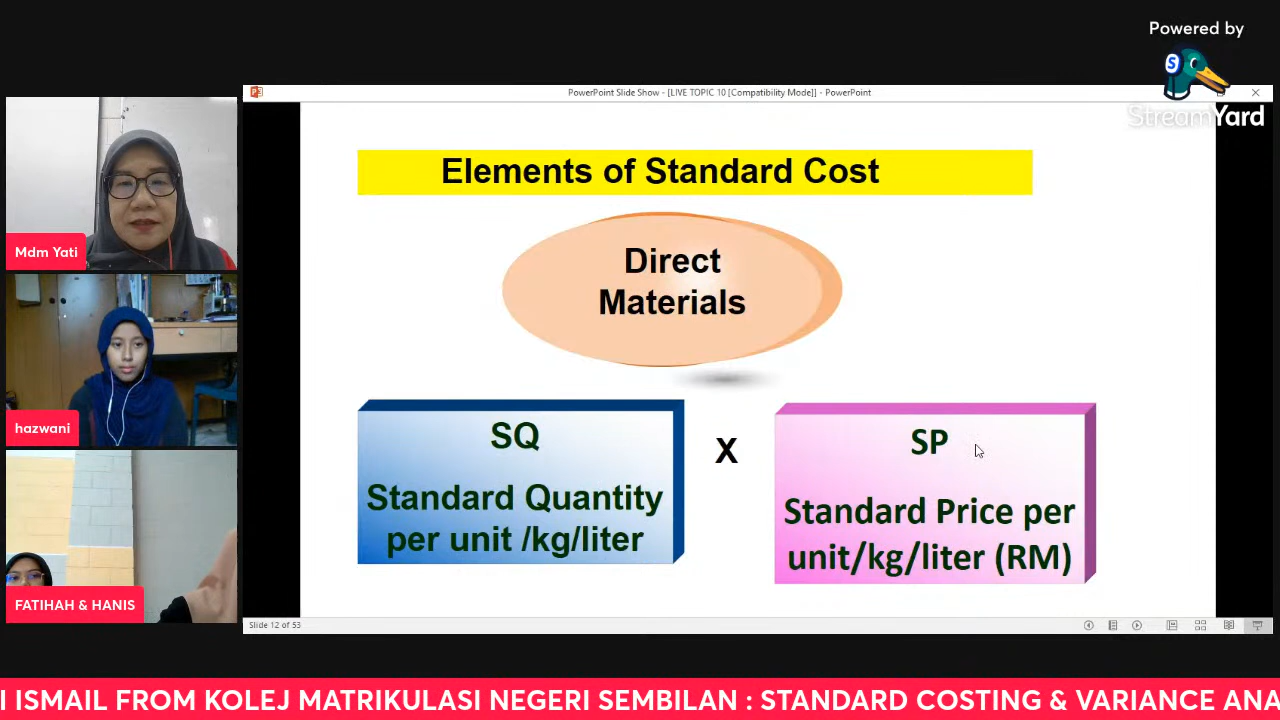 Powered by
StreamYard
PowerPoint Slide Show - [LIVE TOPIC 10 [Compatibility Mode]] - PowerPoint
Elements of Standard Cost
Direct
Materials
Mdm Yati
hazwani
FATIHAH & HANIS
SQ
Standard Quantity
per unit /kg/liter
X
SP
Standard Price per
unit/kg/liter (RM)
Slide 12 of 53
I ISMAIL FROM KOLEJ MATRIKULASI NEGERI SEMBILAN : STANDARD COSTING & VARIANCE ANA